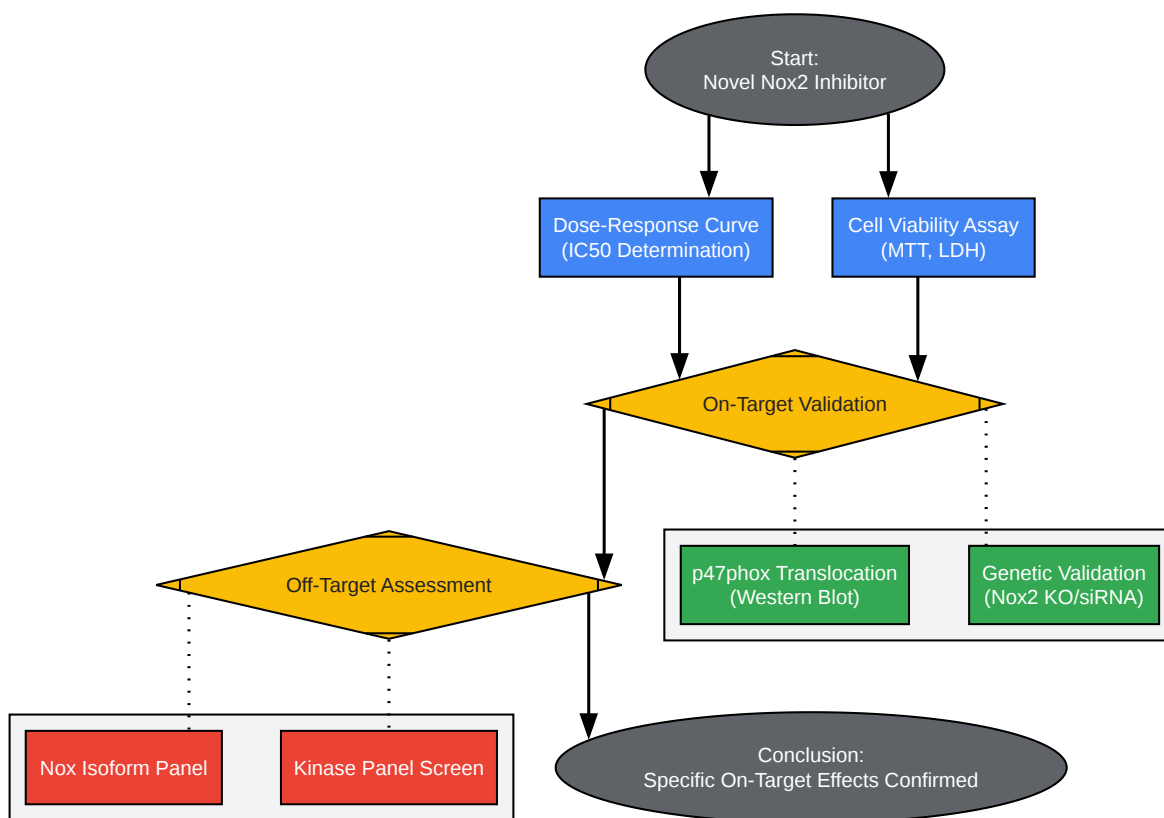 Start:
Novel Nox2 Inhibitor
Dose-Response Curve
(IC50 Determination)
Cell Viability Assay
(MTT, LDH)
On-Target Validation
Off-Target Assessment
p47phox Translocation
(Western Blot)
Genetic Validation
(Nox2 KO/siRNA)
Nox Isoform Panel
Kinase Panel Screen
Conclusion:
Specific On-Target Effects Confirmed